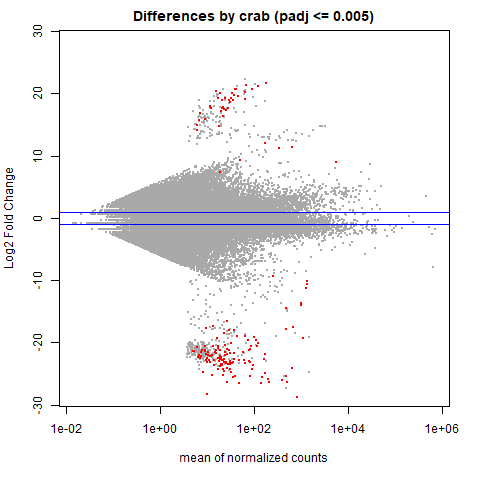 Differences by crab (padj <= 0.005)
30
20
10
0
-10
-20
-30
Log2 Fold Change
1e-02 1e+00 1e+02 1e+04 1e+06
mean of normalized counts